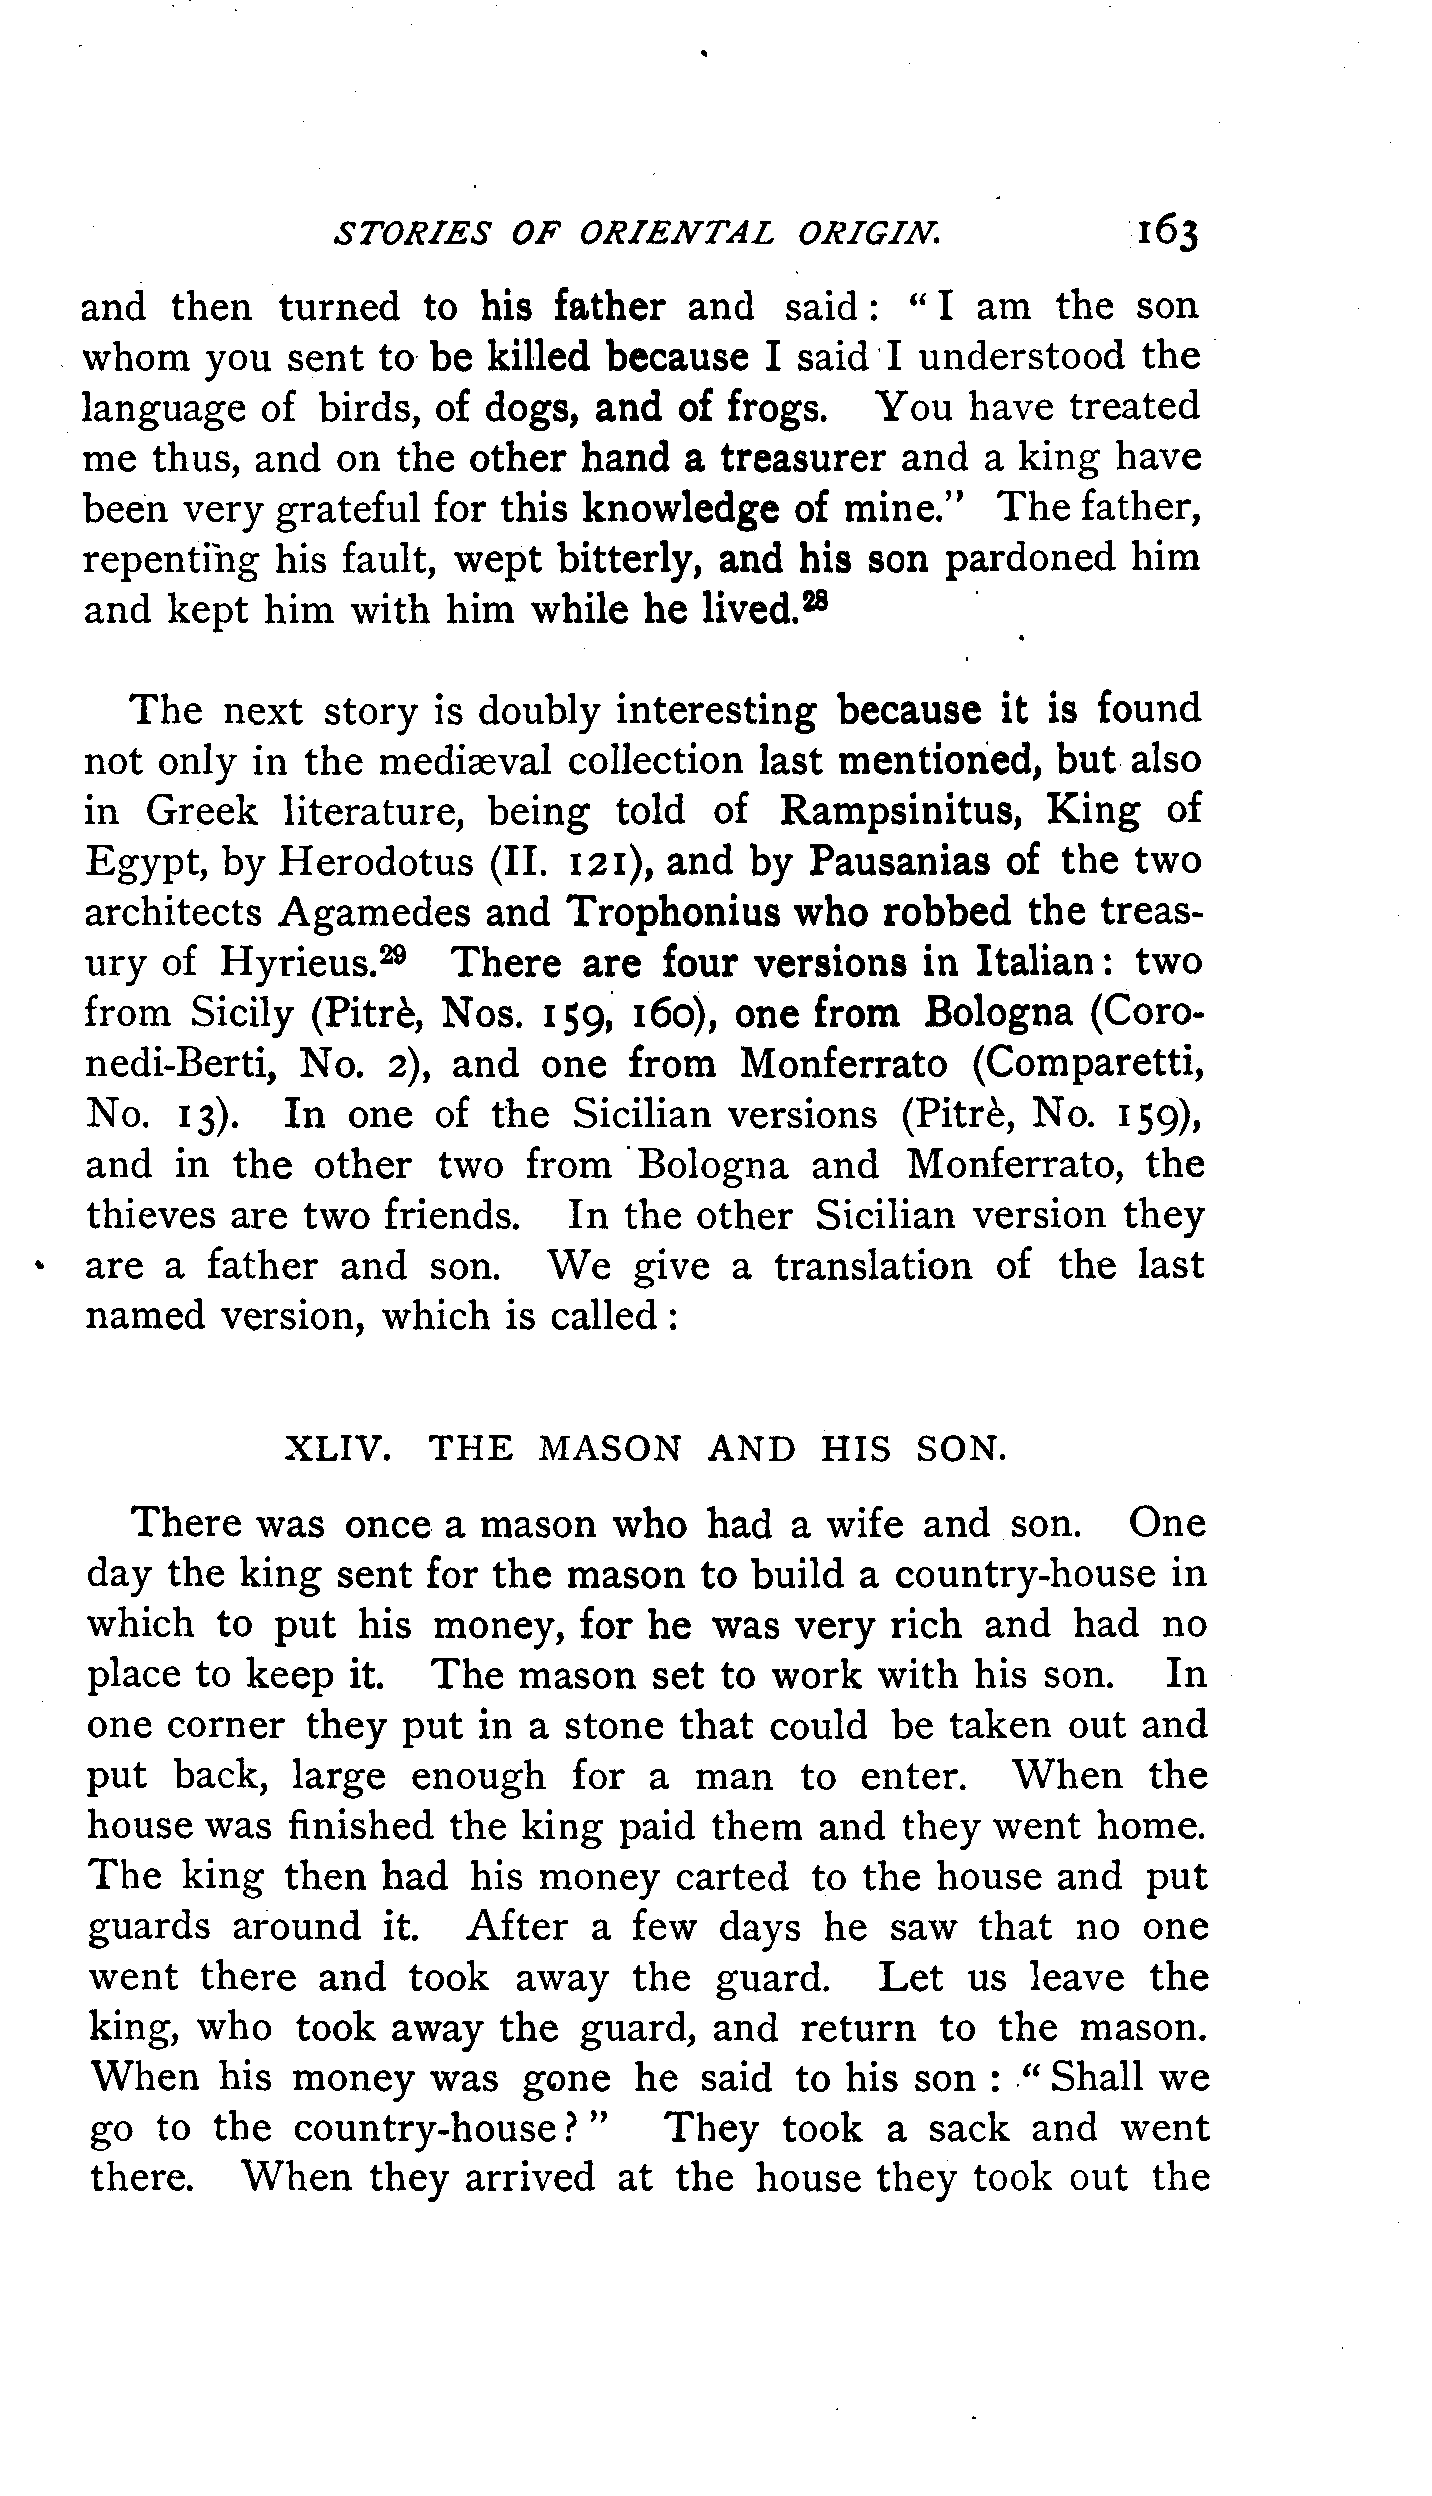 STORIES OF ORIENTAL ORIGIN. 163
and then turned to his father and said: "I am the son
whom you sent to be killed because I said I understood the
language of birds, of dogs, and of frogs. You have treated
me thus, and on the other hand a treasurer and a king have
been very grateful for this knowledge of mine." The father,
repenting his fault, wept bitterly, and his son pardoned him
and kept him with him while he lived.²⁸
The next story is doubly interesting because it is found
not only in the mediæval collection last mentioned, but also
in Greek literature, being told of Rampsinitus, King of
Egypt, by Herodotus (II. 121), and by Pausanias of the two
architects Agamedes and Trophonius who robbed the treas-
ury of Hyrieus.²⁹ There are four versions in Italian: two
from Sicily (Pitrè, Nos. 159, 160), one from Bologna (Coro-
nedi-Berti, No. 2), and one from Monferrato (Comparetti,
No. 13). In one of the Sicilian versions (Pitrè, No. 159),
and in the other two from Bologna and Monferrato, the
thieves are two friends. In the other Sicilian version they
are a father and son. We give a translation of the last
named version, which is called:
XLIV. THE MASON AND HIS SON.
There was once a mason who had a wife and son. One
day the king sent for the mason to build a country-house in
which to put his money, for he was very rich and had no
place to keep it. The mason set to work with his son. In
one corner they put in a stone that could be taken out and
put back, large enough for a man to enter. When the
house was finished the king paid them and they went home.
The king then had his money carted to the house and put
guards around it. After a few days he saw that no one
went there and took away the guard. Let us leave the
king, who took away the guard, and return to the mason.
When his money was gone he said to his son: "Shall we
go to the country-house?" They took a sack and went
there. When they arrived at the house they took out the